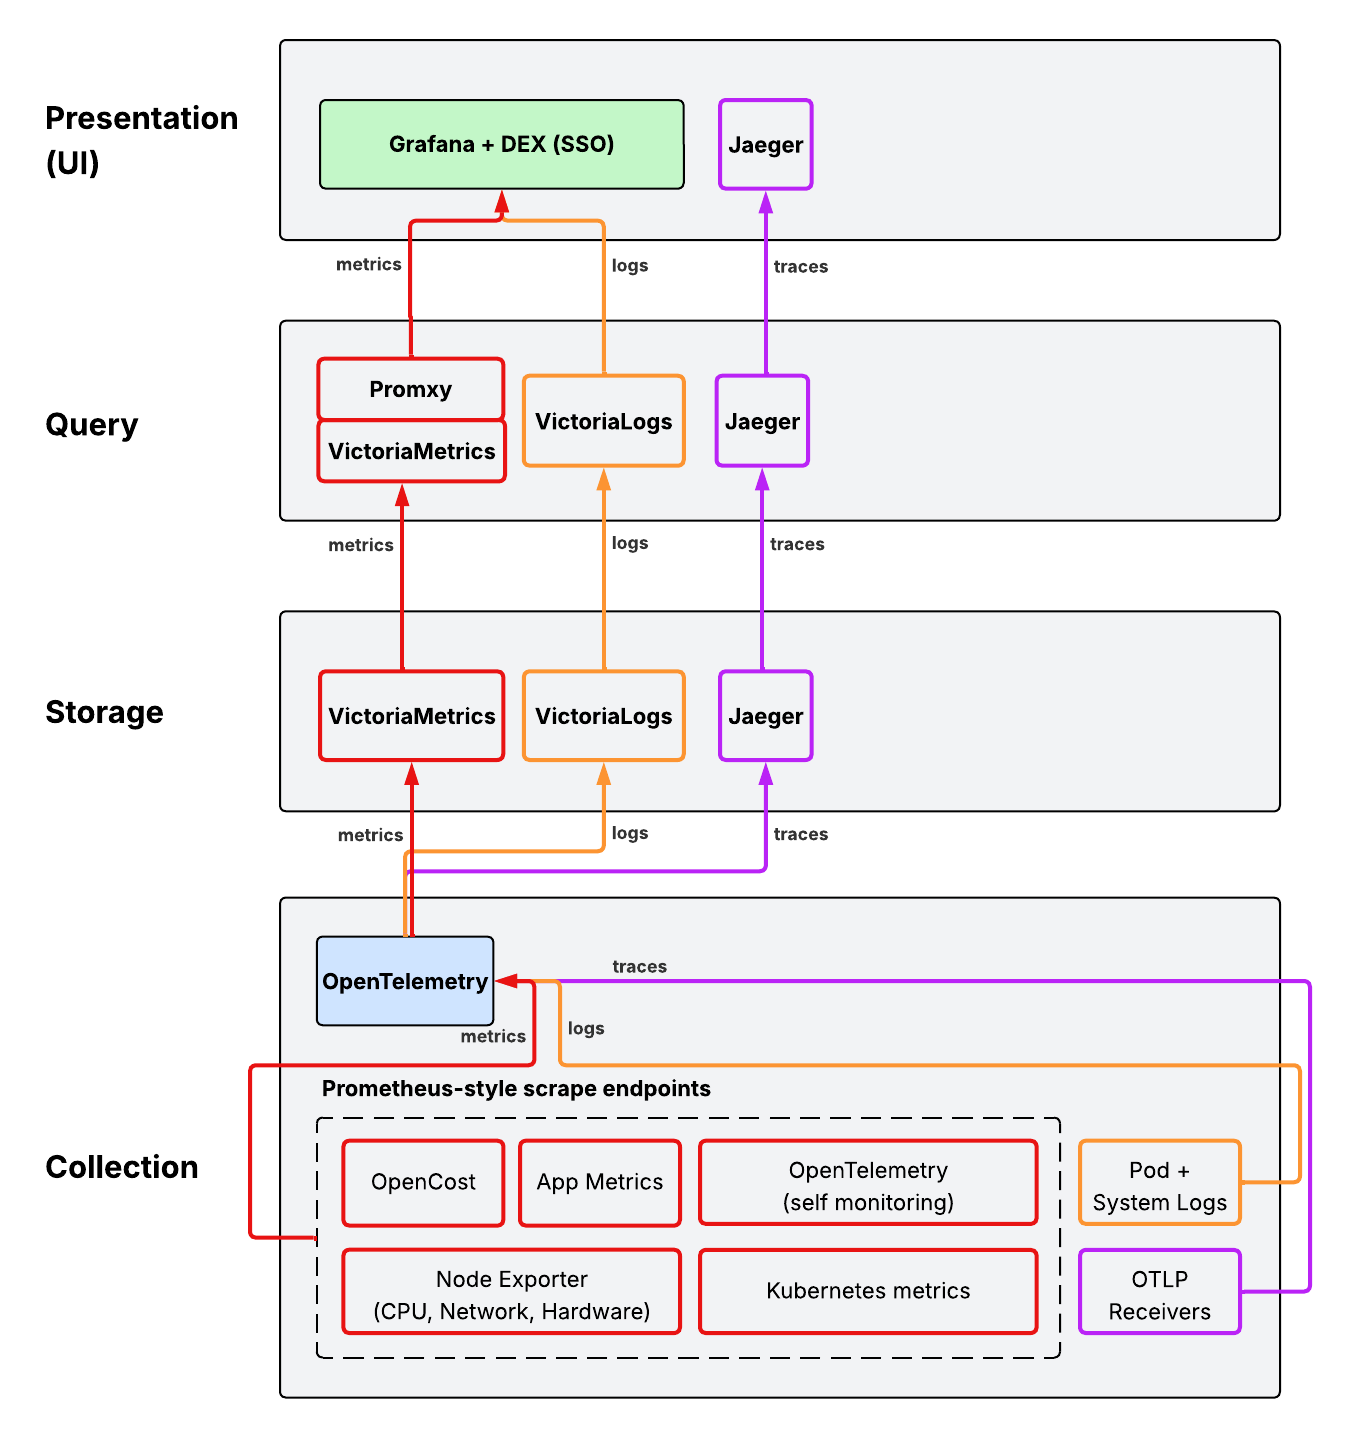 Presentation
(UI)
Grafana + DEX (SSO)
Jaeger
metrics
logs
traces
Query
Promxy
VictoriaMetrics
VictoriaLogs
Jaeger
metrics
logs
traces
Storage
VictoriaMetrics
VictoriaLogs
Jaeger
metrics
logs
traces
Collection
OpenTelemetry
traces
metrics
logs
Prometheus-style scrape endpoints
OpenCost
App Metrics
OpenTelemetry
(self monitoring)
Pod +
System Logs
Node Exporter
(CPU, Network, Hardware)
Kubernetes metrics
OTLP
Receivers